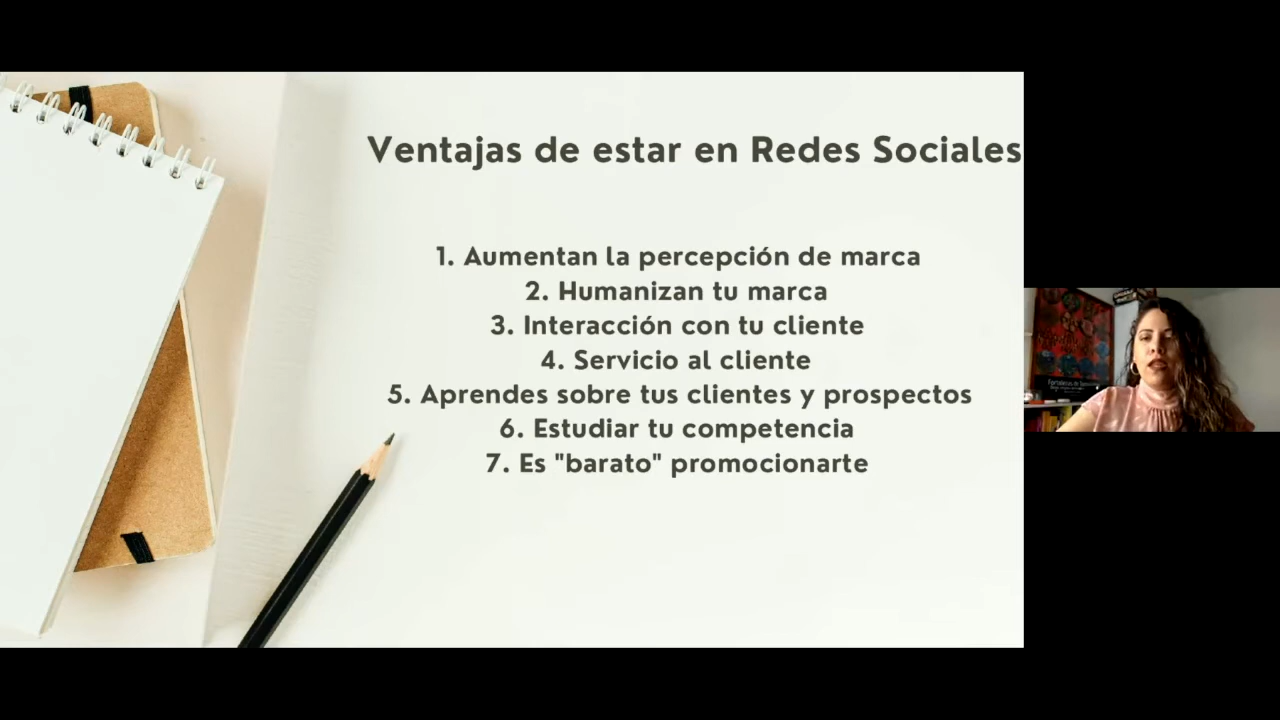 Ventajas de estar en Redes Sociales
1. Aumentan la percepción de marca
2. Humanizan tu marca
3. Interacción con tu cliente
4. Servicio al cliente
5. Aprendes sobre tus clientes y prospectos
6. Estudiar tu competencia
7. Es "barato" promocionarte